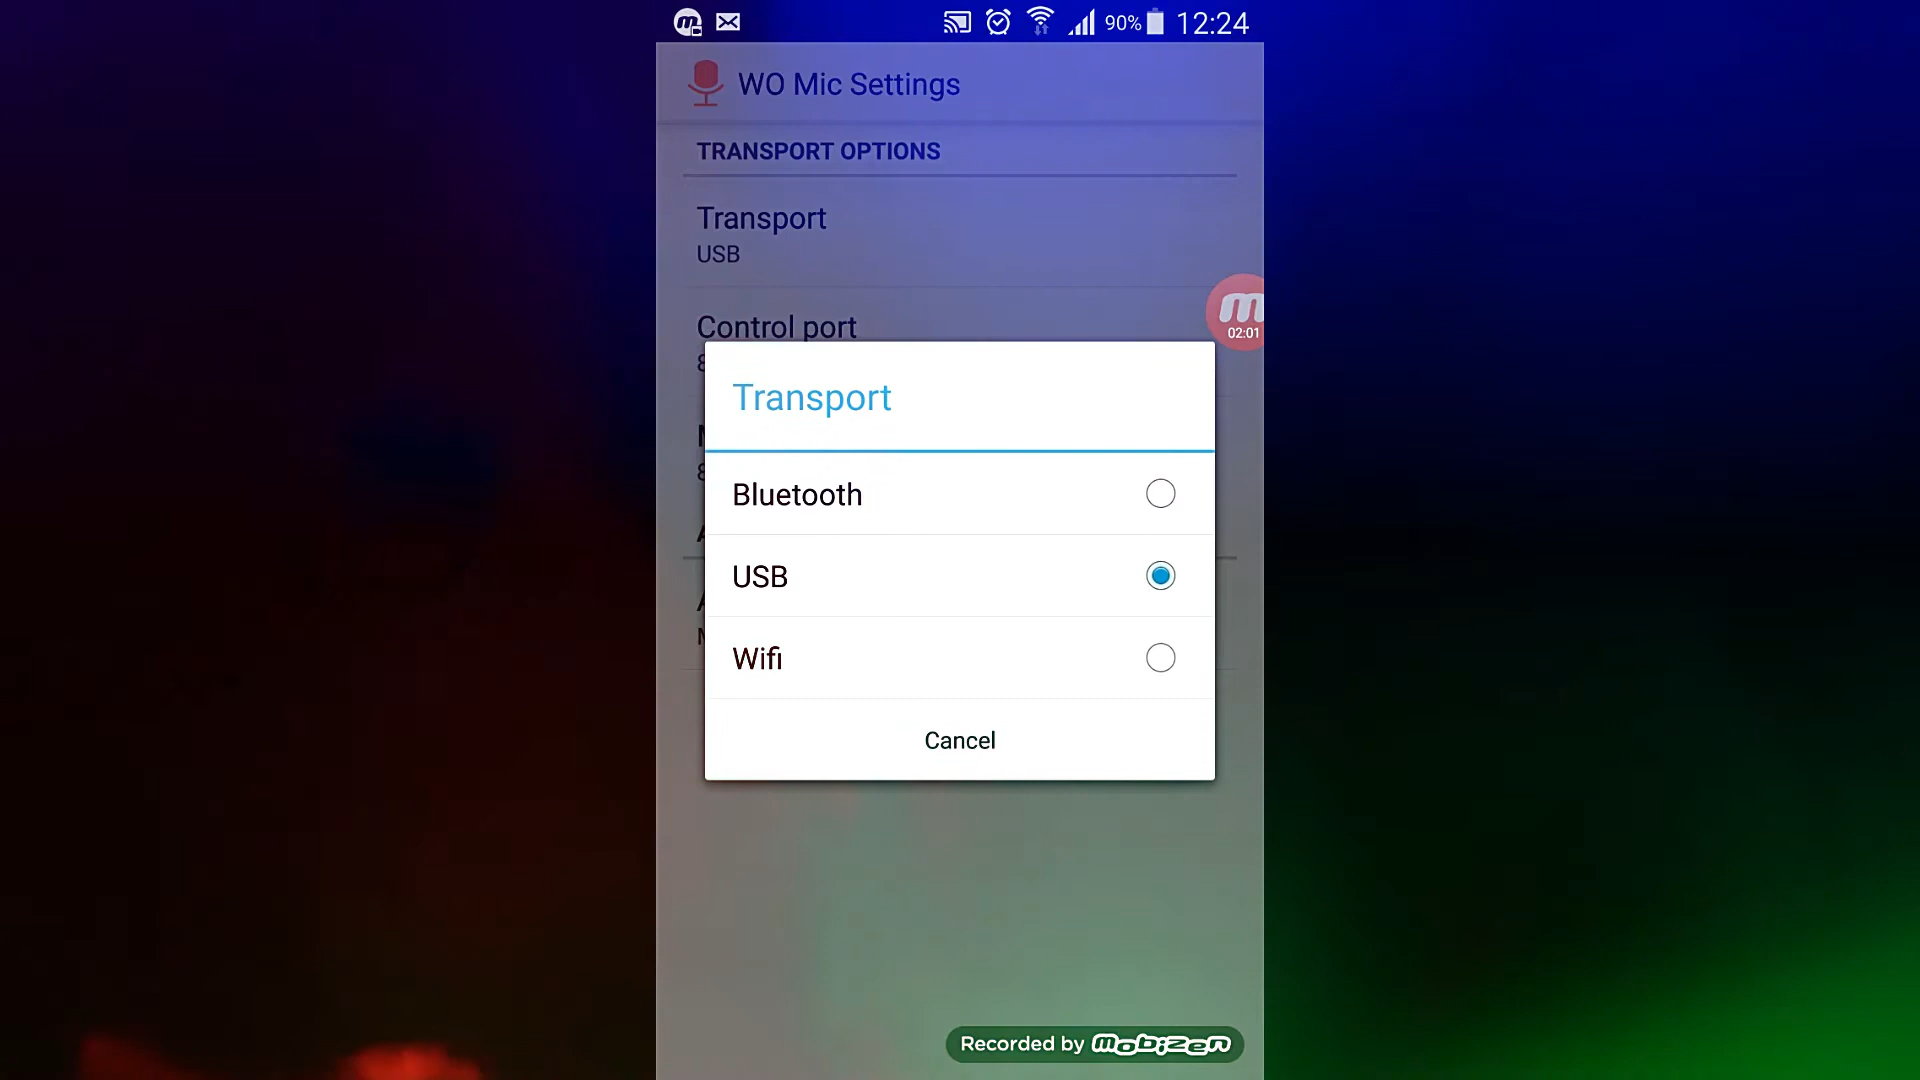 90% 12:24
WO Mic Settings
TRANSPORT OPTIONS
Transport
USB
Control port
02:01
Transport
Bluetooth
USB
Wifi
Cancel
Recorded by mobizen